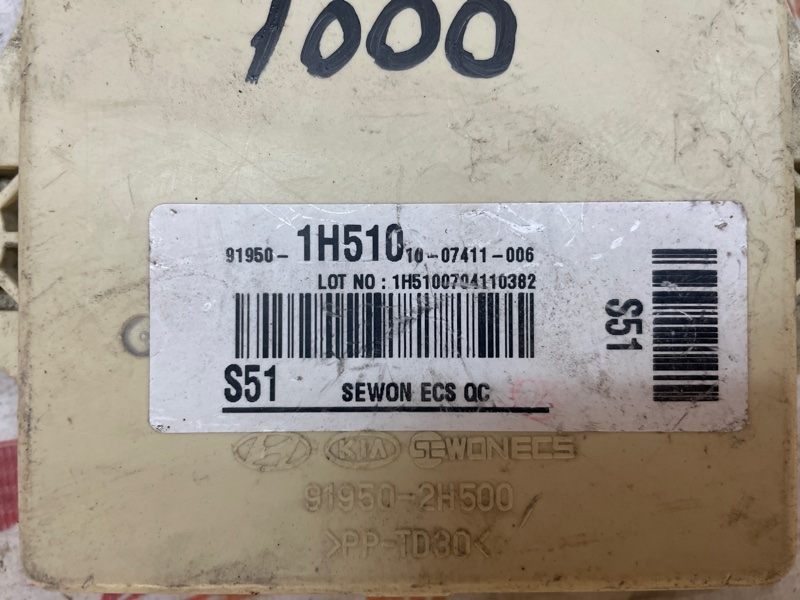 1000
91950-1H510 10-07411-006
LOT NO : 1H5100704110382
S51
SEWON ECS QC
S51
KIA SEWONECS
91950-2H500
>PP-TD30<